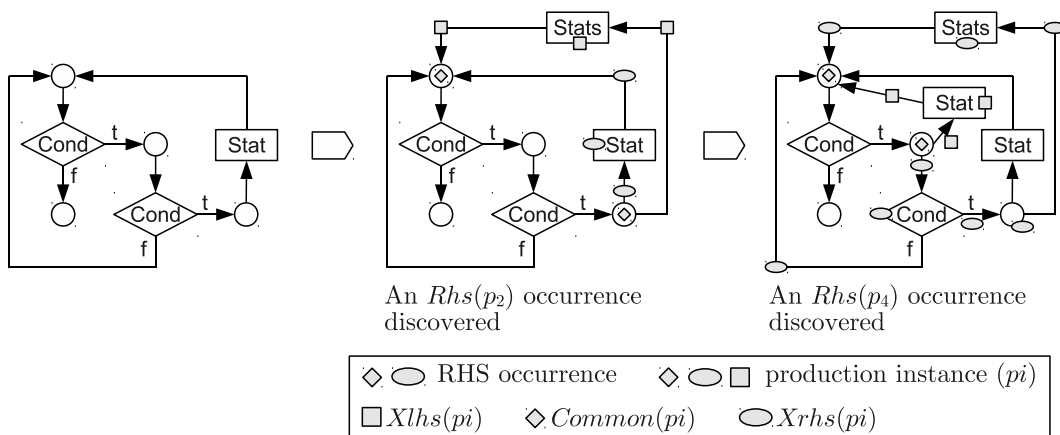 Stats
Stats
Stat
Cond
t
Stat
Cond
t
Stat
Cond
t
Stat
f
f
f
Cond
t
Cond
t
Cond
t
f
f
f
An Rhs(p₂) occurrence
discovered
An Rhs(p₄) occurrence
discovered
RHS occurrence
production instance (pi)
Xlhs(pi)
Common(pi)
Xrhs(pi)